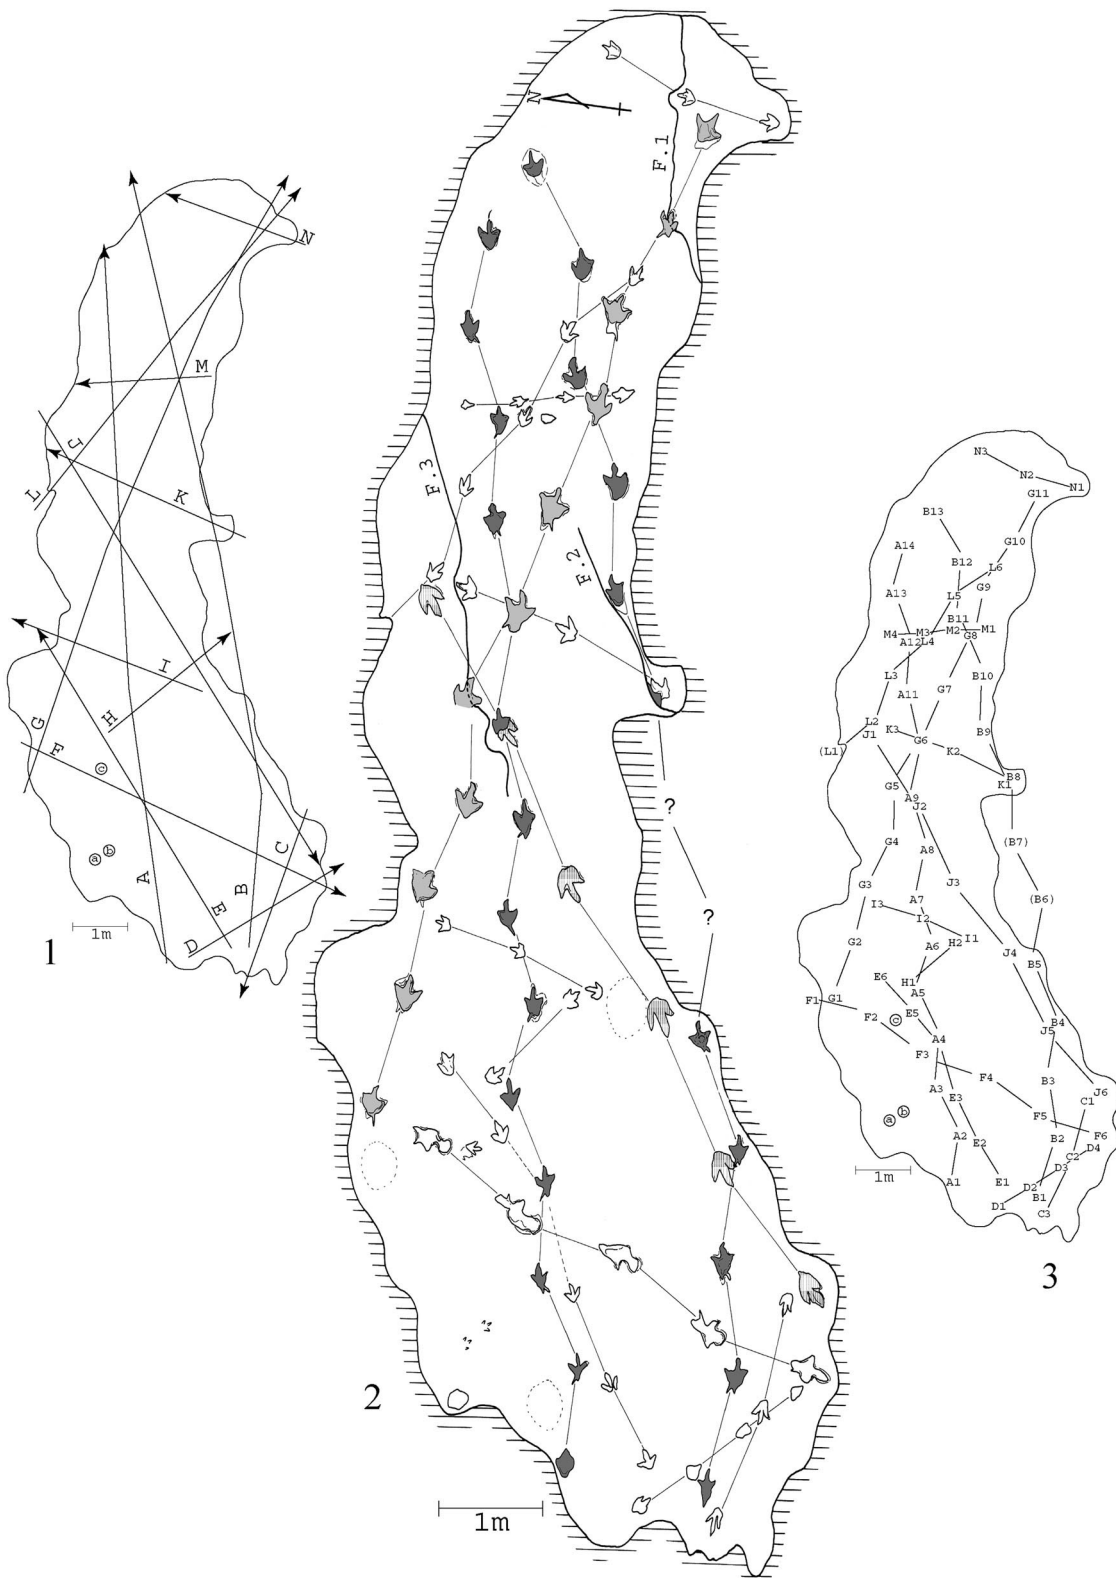 N
F.1
F.3
F.2
?
?
1m
2
N
M
J
K
L
I
H
G
F
c
C
b
a
A
B
E
D
1m
1
N3
N2
N1
G11
B13
G10
A14
B12
L6
A13
L5
G9
B11
M4
M3
M2
M1
A12
L4
G8
L3
B10
A11
G7
L2
K3
B9
(L1)
J1
G6
K2
B8
K1
G5
A9
J2
G4
A8
(B7)
G3
J3
I3
A7
(B6)
I2
G2
A6
H2
I1
J4
B5
E6
H1
A5
F1
G1
E5
F2
c
B4
J5
A4
F3
F4
B3
J6
A3
E3
C1
b
a
F5
A2
E2
B2
F6
D4
C2
D3
1m
A1
E1
D2
B1
D1
C3
3